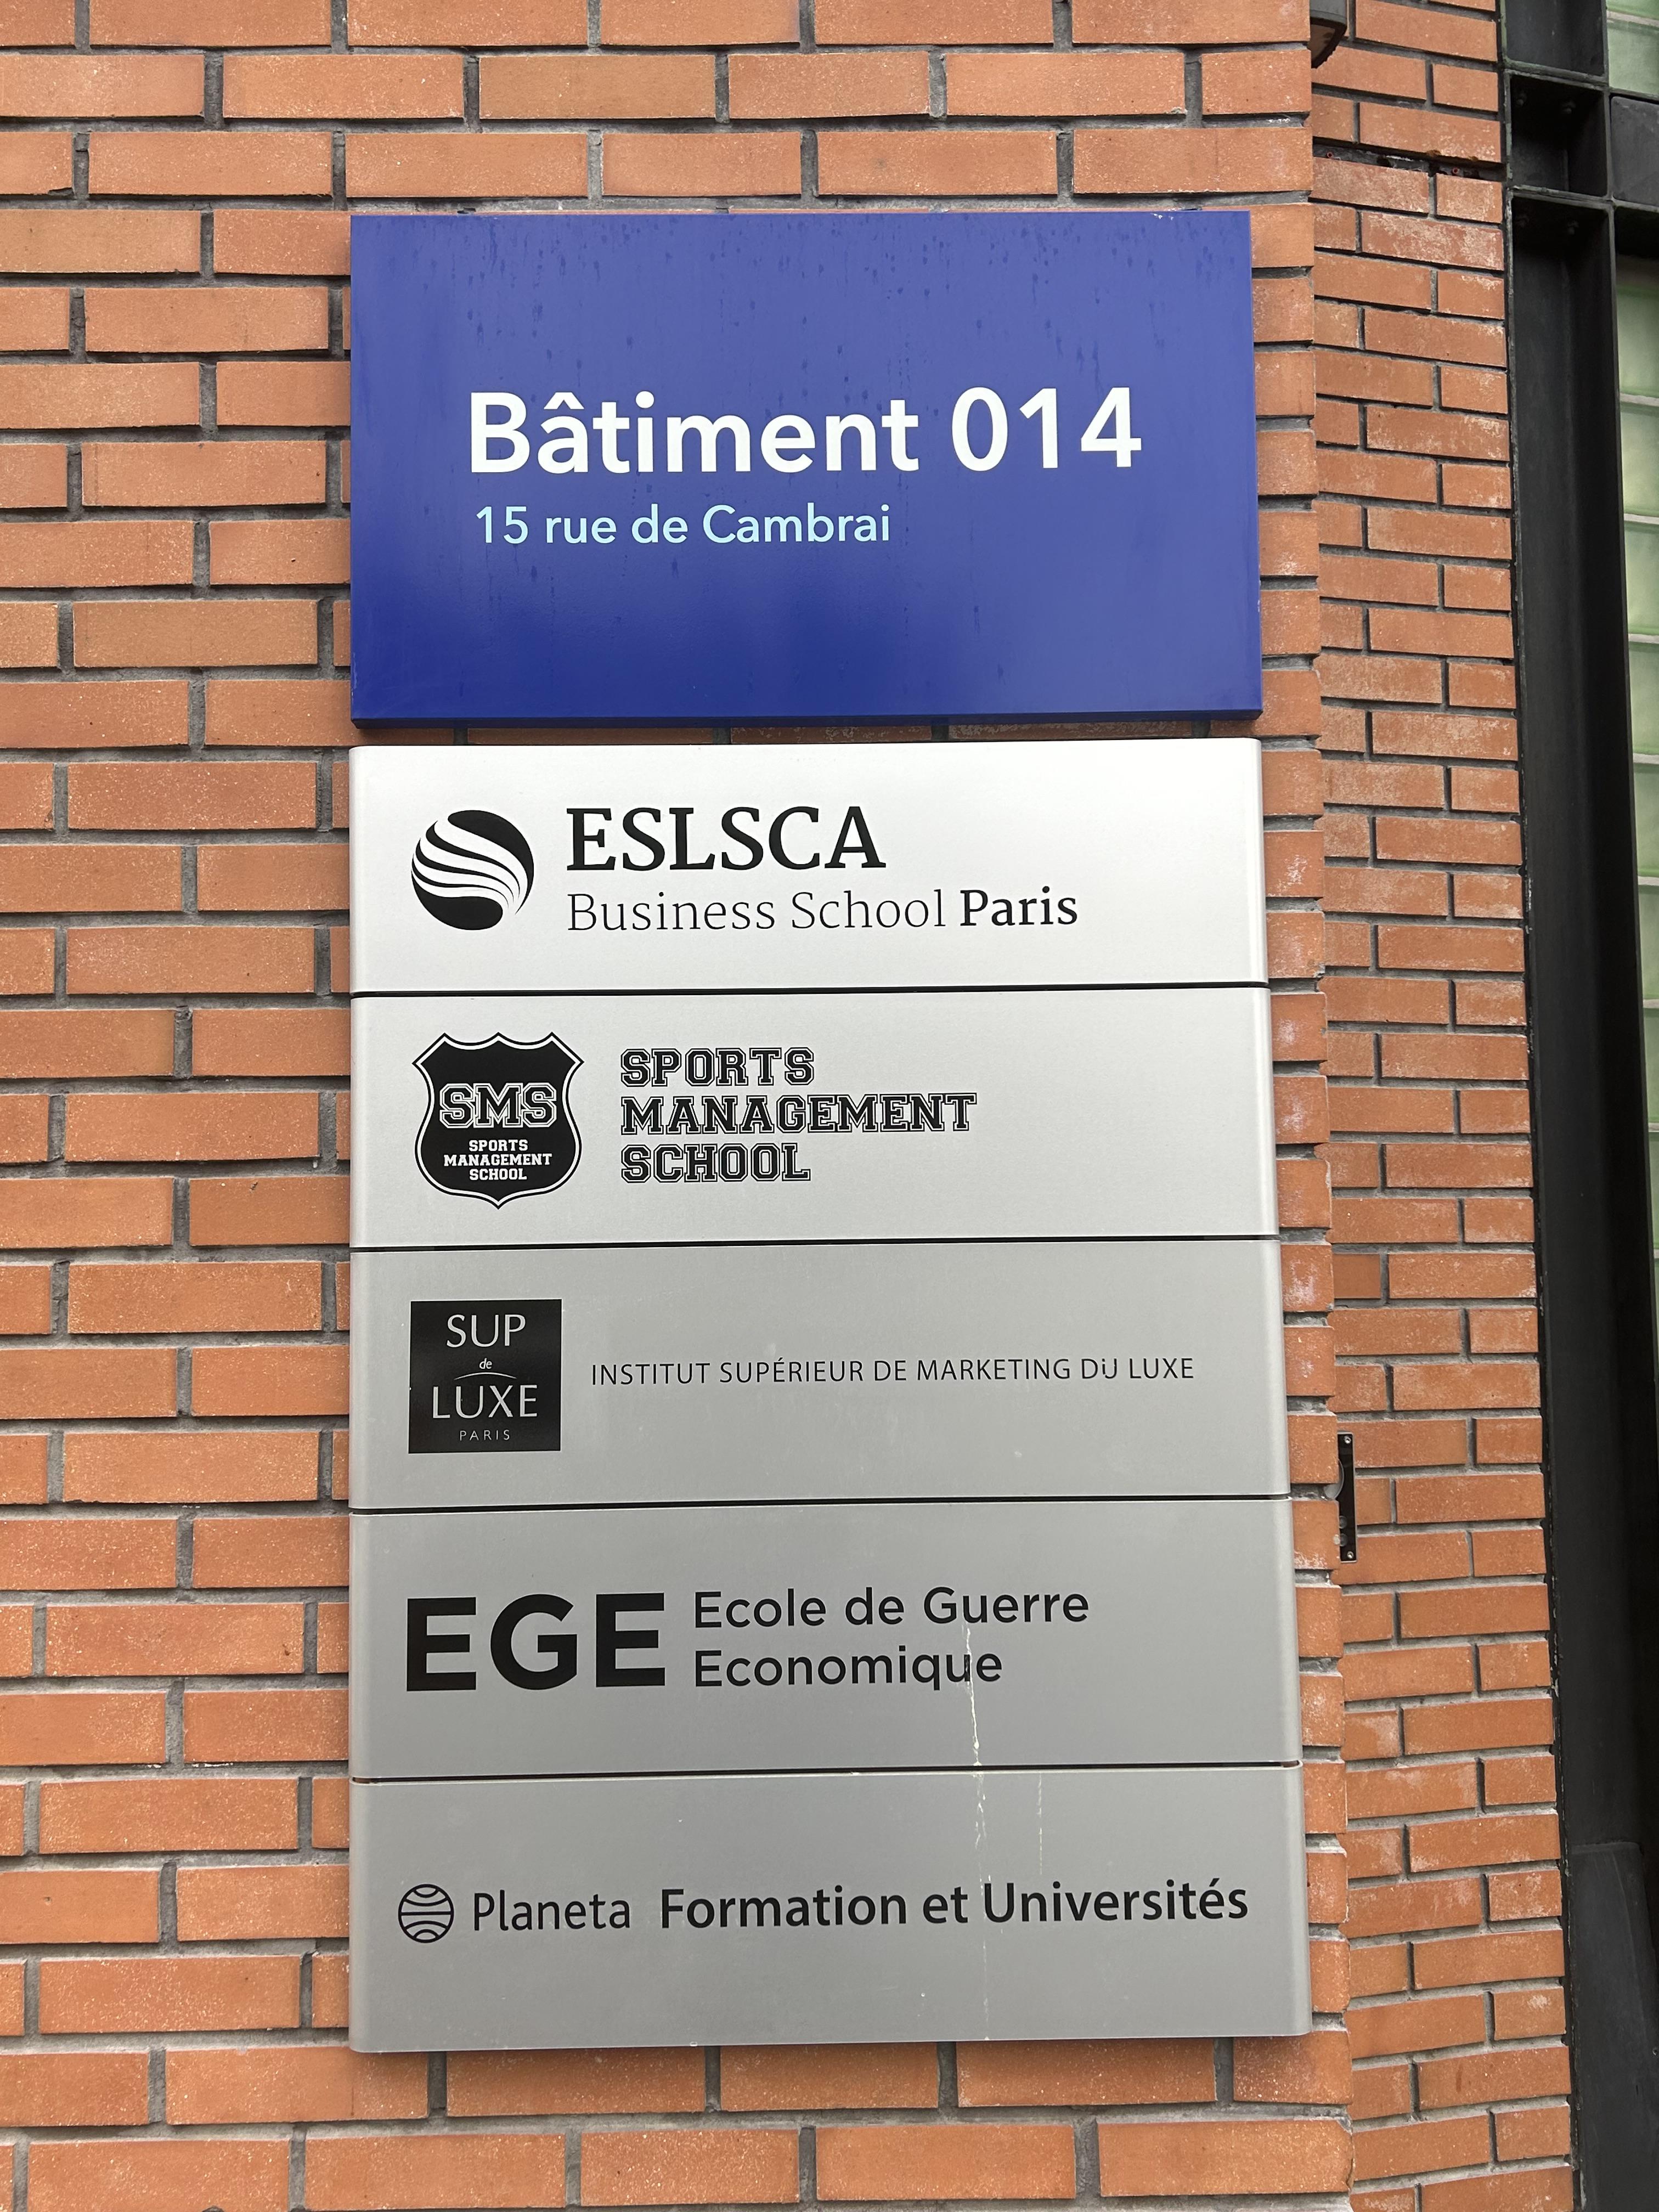 Bâtiment 014
15 rue de Cambrai
ESLSCA
Business School Paris
SMS
SPORTS
MANAGEMENT
SCHOOL
SPORTS
MANAGEMENT
SCHOOL
SUP
de
LUXE
PARIS
INSTITUT SUPÉRIEUR DE MARKETING DU LUXE
EGE
Ecole de Guerre
Economique
Planeta Formation et Universités